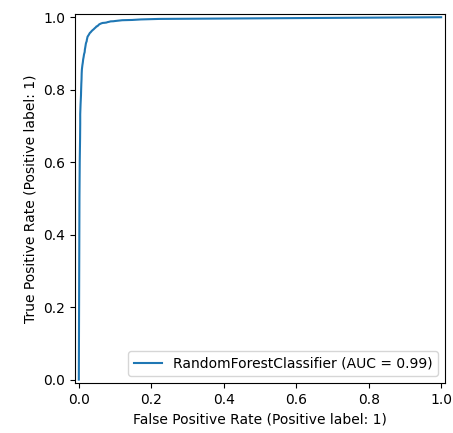 1.0
0.8
0.6
0.4
0.2
0.0
True Positive Rate (Positive label: 1)
RandomForestClassifier (AUC = 0.99)
0.0 0.2 0.4 0.6 0.8 1.0
False Positive Rate (Positive label: 1)